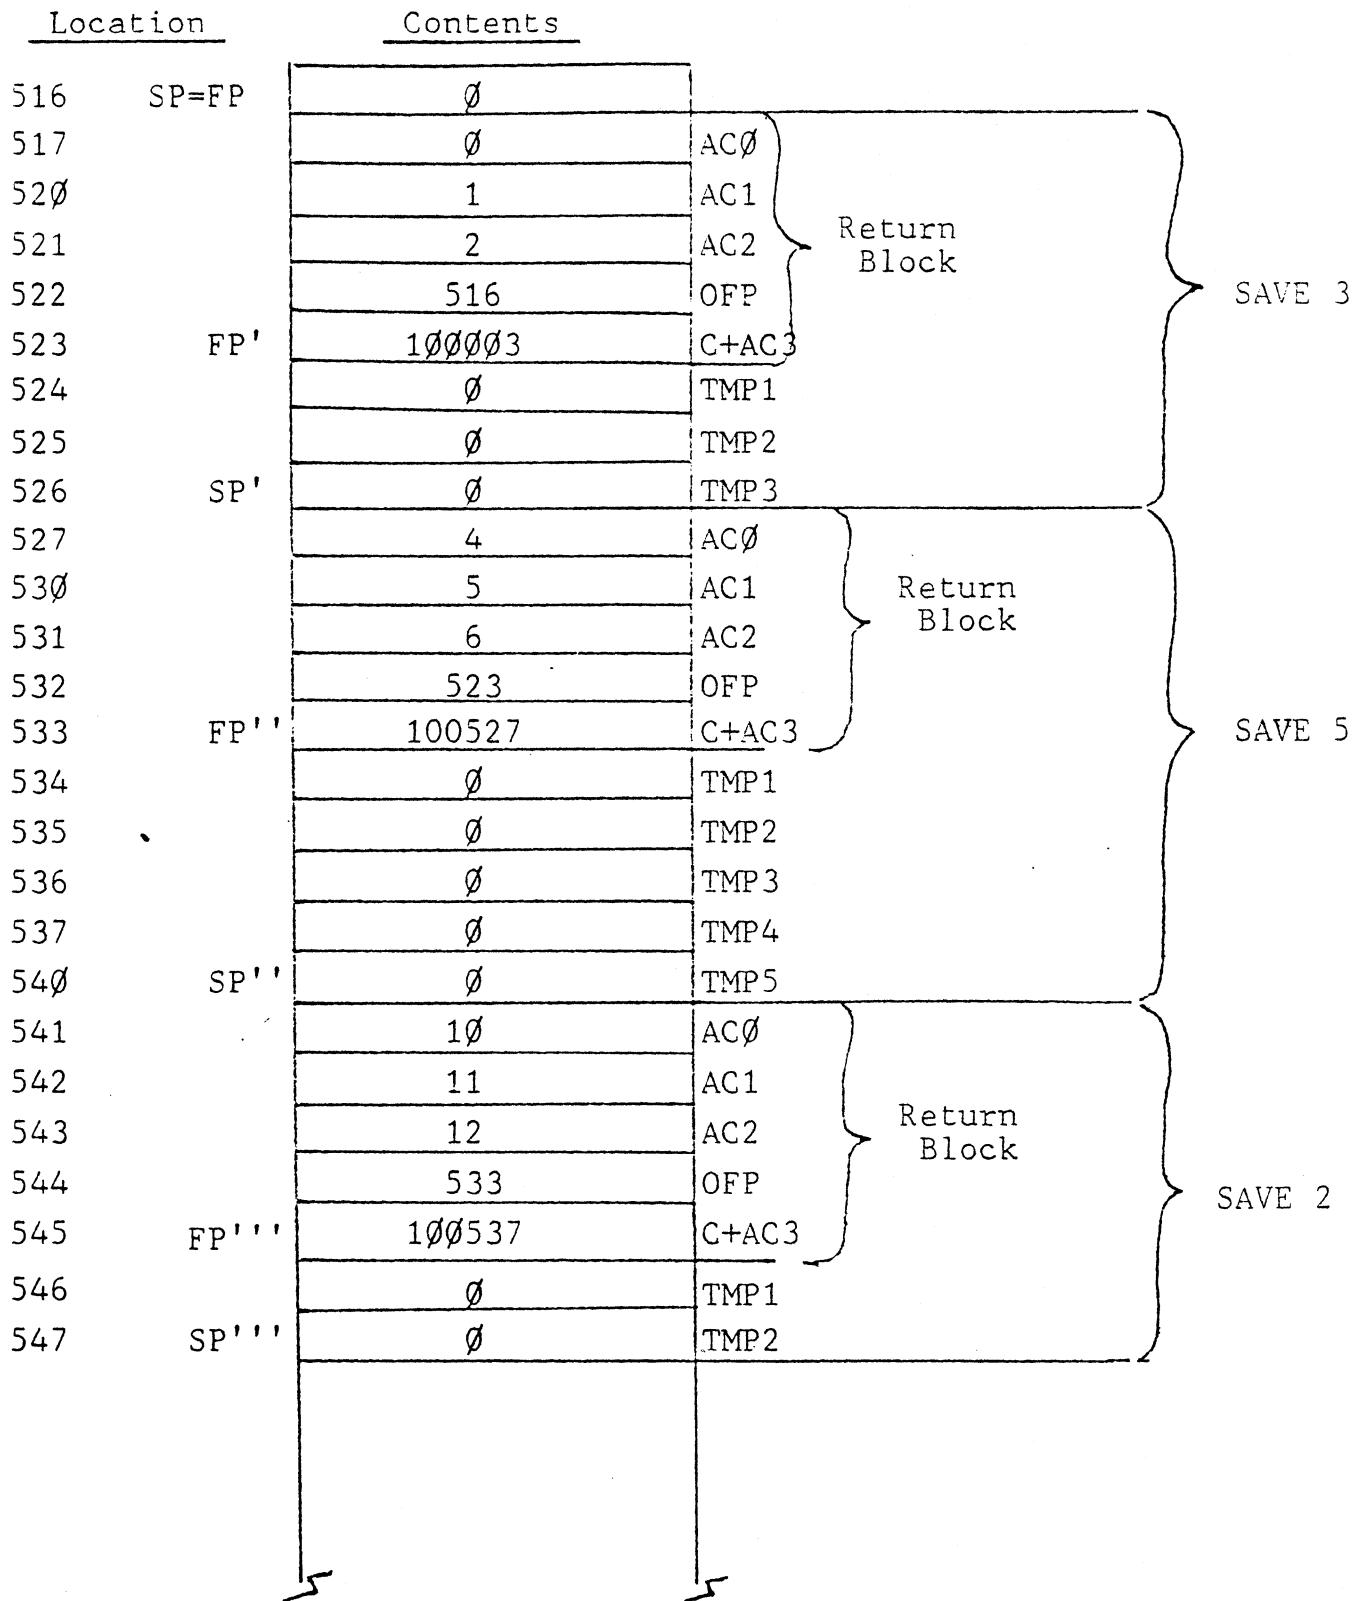 Location Contents
516 SP=FP Ø
517 Ø ACØ
52Ø 1 AC1
521 2 AC2
Return
Block
522 516 OFP
SAVE 3
523 FP' 1ØØØØ3 C+AC3
524 Ø TMP1
525 Ø TMP2
526 SP' Ø TMP3
527 4 ACØ
53Ø 5 AC1
Return
Block
531 6 AC2
532 523 OFP
533 FP'' 100527 C+AC3
SAVE 5
534 Ø TMP1
535 Ø TMP2
536 Ø TMP3
537 Ø TMP4
54Ø SP'' Ø TMP5
541 1Ø ACØ
542 11 AC1
543 12 AC2
Return
Block
544 533 OFP
SAVE 2
545 FP''' 1ØØ537 C+AC3
546 Ø TMP1
547 SP''' Ø TMP2